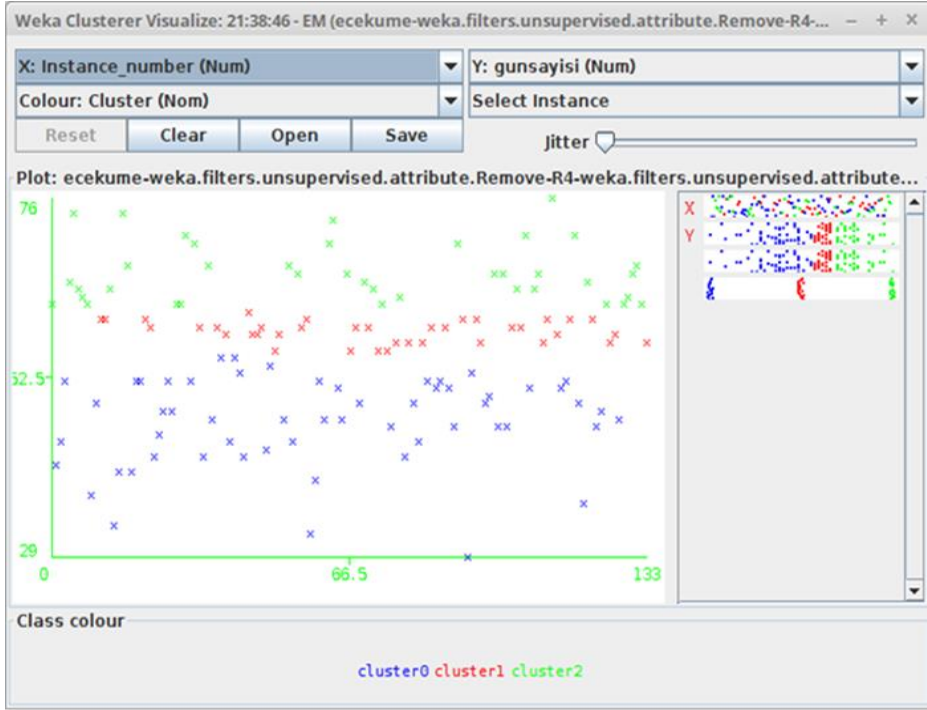 Weka Clusterer Visualize: 21:38:46 - EM (ecekume-weka.filters.unsupervised.attribute.Remove-R4-...
X: Instance_number (Num)
Y: gunsayisi (Num)
Colour: Cluster (Nom)
Select Instance
Reset Clear Open Save
Jitter
Plot: ecekume-weka.filters.unsupervised.attribute.Remove-R4-weka.filters.unsupervised.attribute...
76
X
Y
52.5
29
0 66.5 133
Class colour
cluster0 cluster1 cluster2